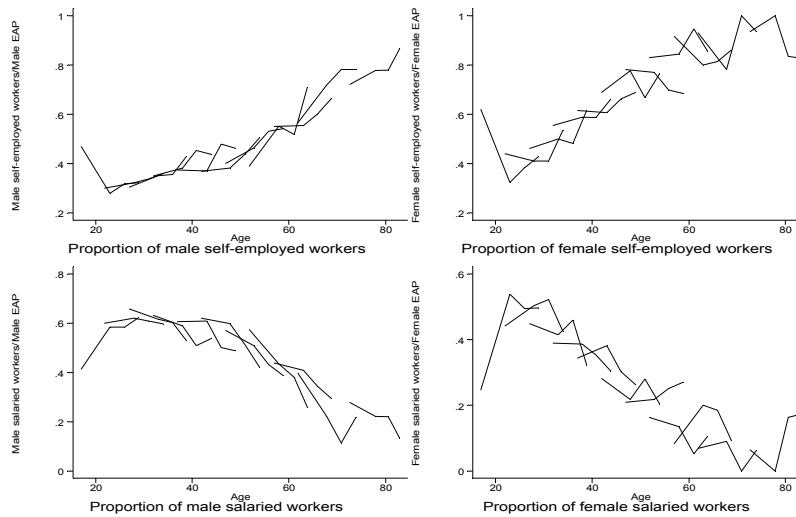 Male self-employed workers/Male EAP
1
.8
.6
.4
.2
20
40
60
80
Age
Proportion of male self-employed workers
Female self-employed workers/Female EAP
1
.8
.6
.4
.2
20
40
60
80
Age
Proportion of female self-employed workers
Male salaried workers/Male EAP
.8
.6
.4
.2
0
20
40
60
80
Age
Proportion of male salaried workers
Female salaried workers/Female EAP
.6
.4
.2
0
20
40
60
80
Age
Proportion of female salaried workers